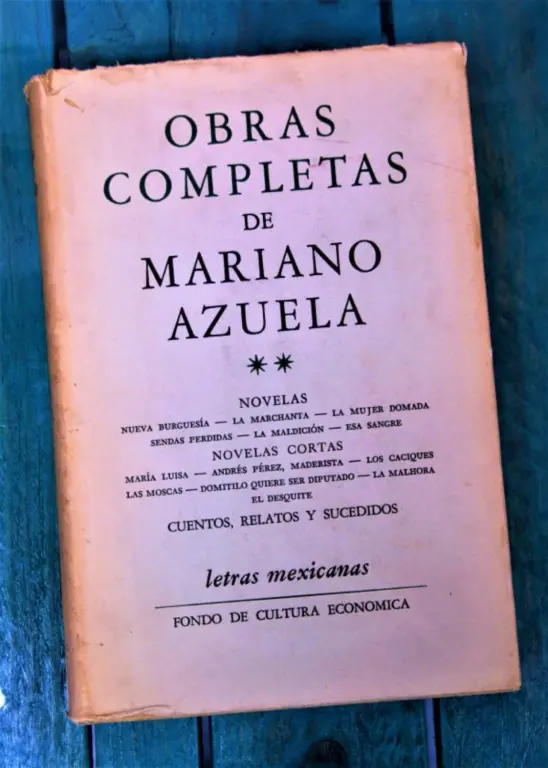 OBRAS
COMPLETAS
DE
MARIANO
AZUELA
NOVELAS
NUEVA BURGUESÍA — LA MARCHANTA — LA MUJER DOMADA
SENDAS PERDIDAS — LA MALDICIÓN — ESA SANGRE
NOVELAS CORTAS
MARÍA LUISA — ANDRÉS PÉREZ, MADERISTA — LOS CACIQUES
LAS MOSCAS — DOMITILO QUIERE SER DIPUTADO — LA MALHORA
EL DESQUITE
CUENTOS, RELATOS Y SUCEDIDOS
letras mexicanas
FONDO DE CULTURA ECONOMICA